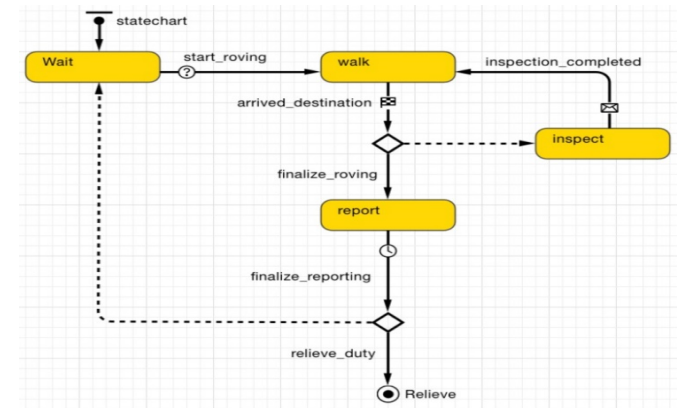 statechart
Wait
start_roving
?
walk
inspection_completed
arrived_destination
inspect
finalize_roving
report
finalize_reporting
relieve_duty
Relieve